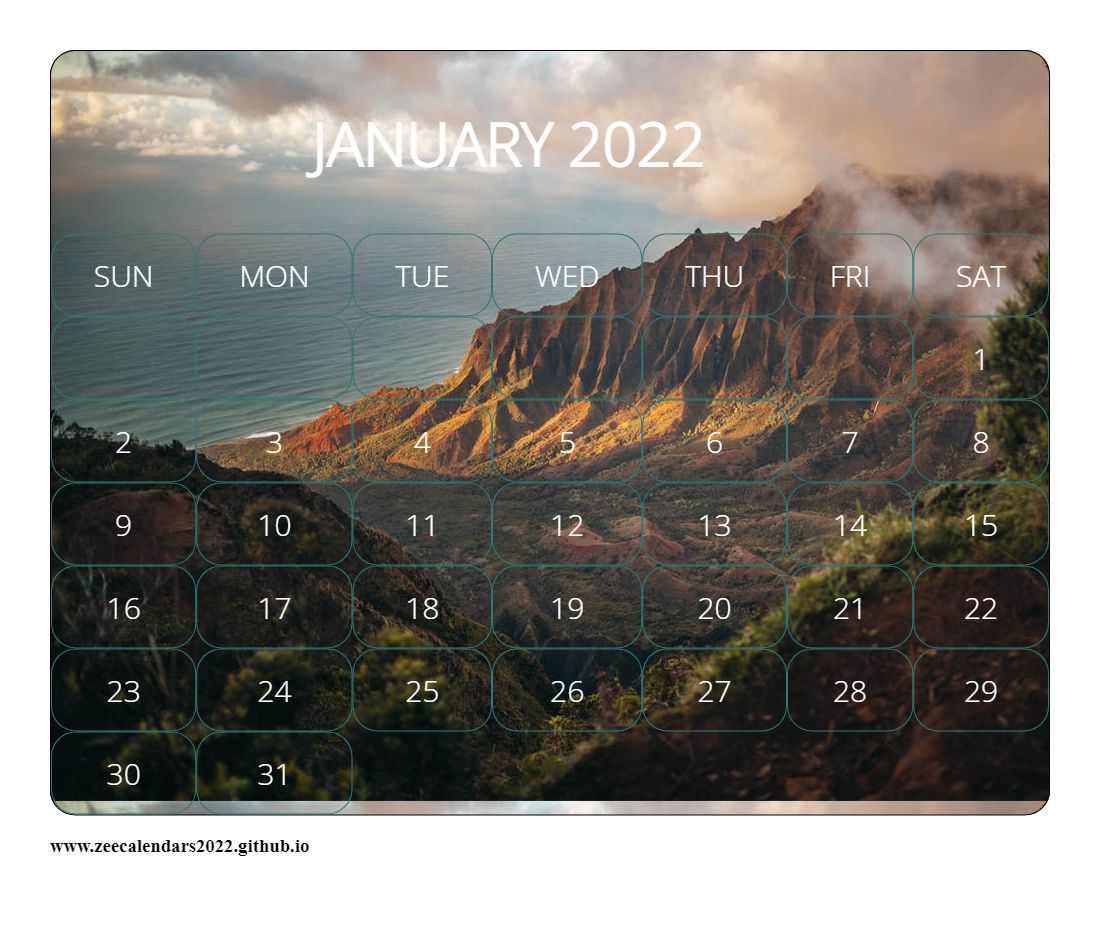 JANUARY 2022
SUN MON TUE WED THU FRI SAT
1
2 3 4 5 6 7 8
9 10 11 12 13 14 15
16 17 18 19 20 21 22
23 24 25 26 27 28 29
30 31
www.zeecalendars2022.github.io